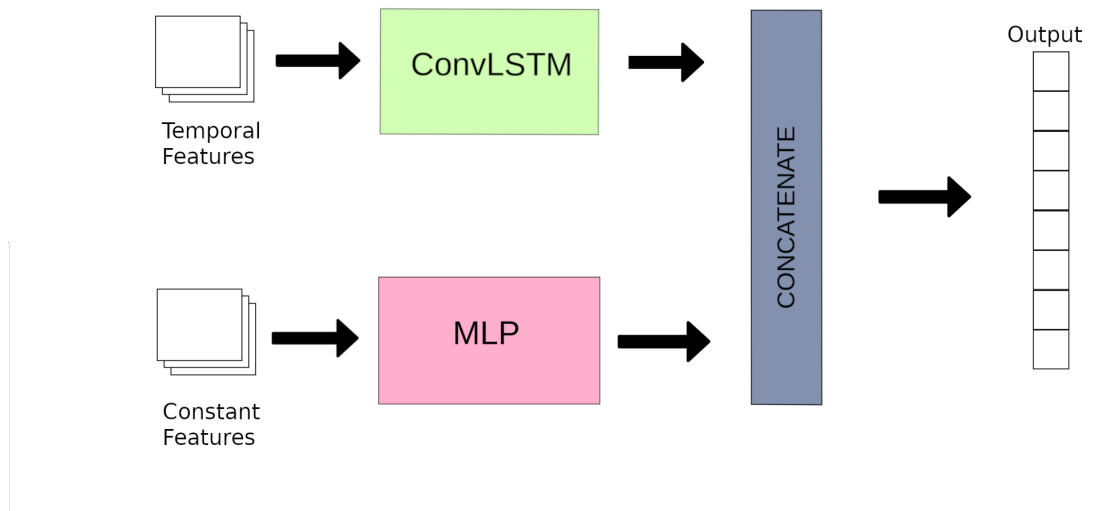 Temporal
Features
ConvLSTM
Constant
Features
MLP
CONCATENATE
Output